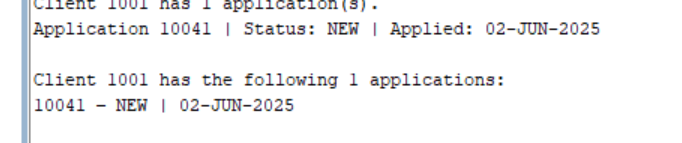 Client 1001 has 1 application(s).
Application 10041 | Status: NEW | Applied: 02-JUN-2025
Client 1001 has the following 1 applications:
10041 - NEW | 02-JUN-2025